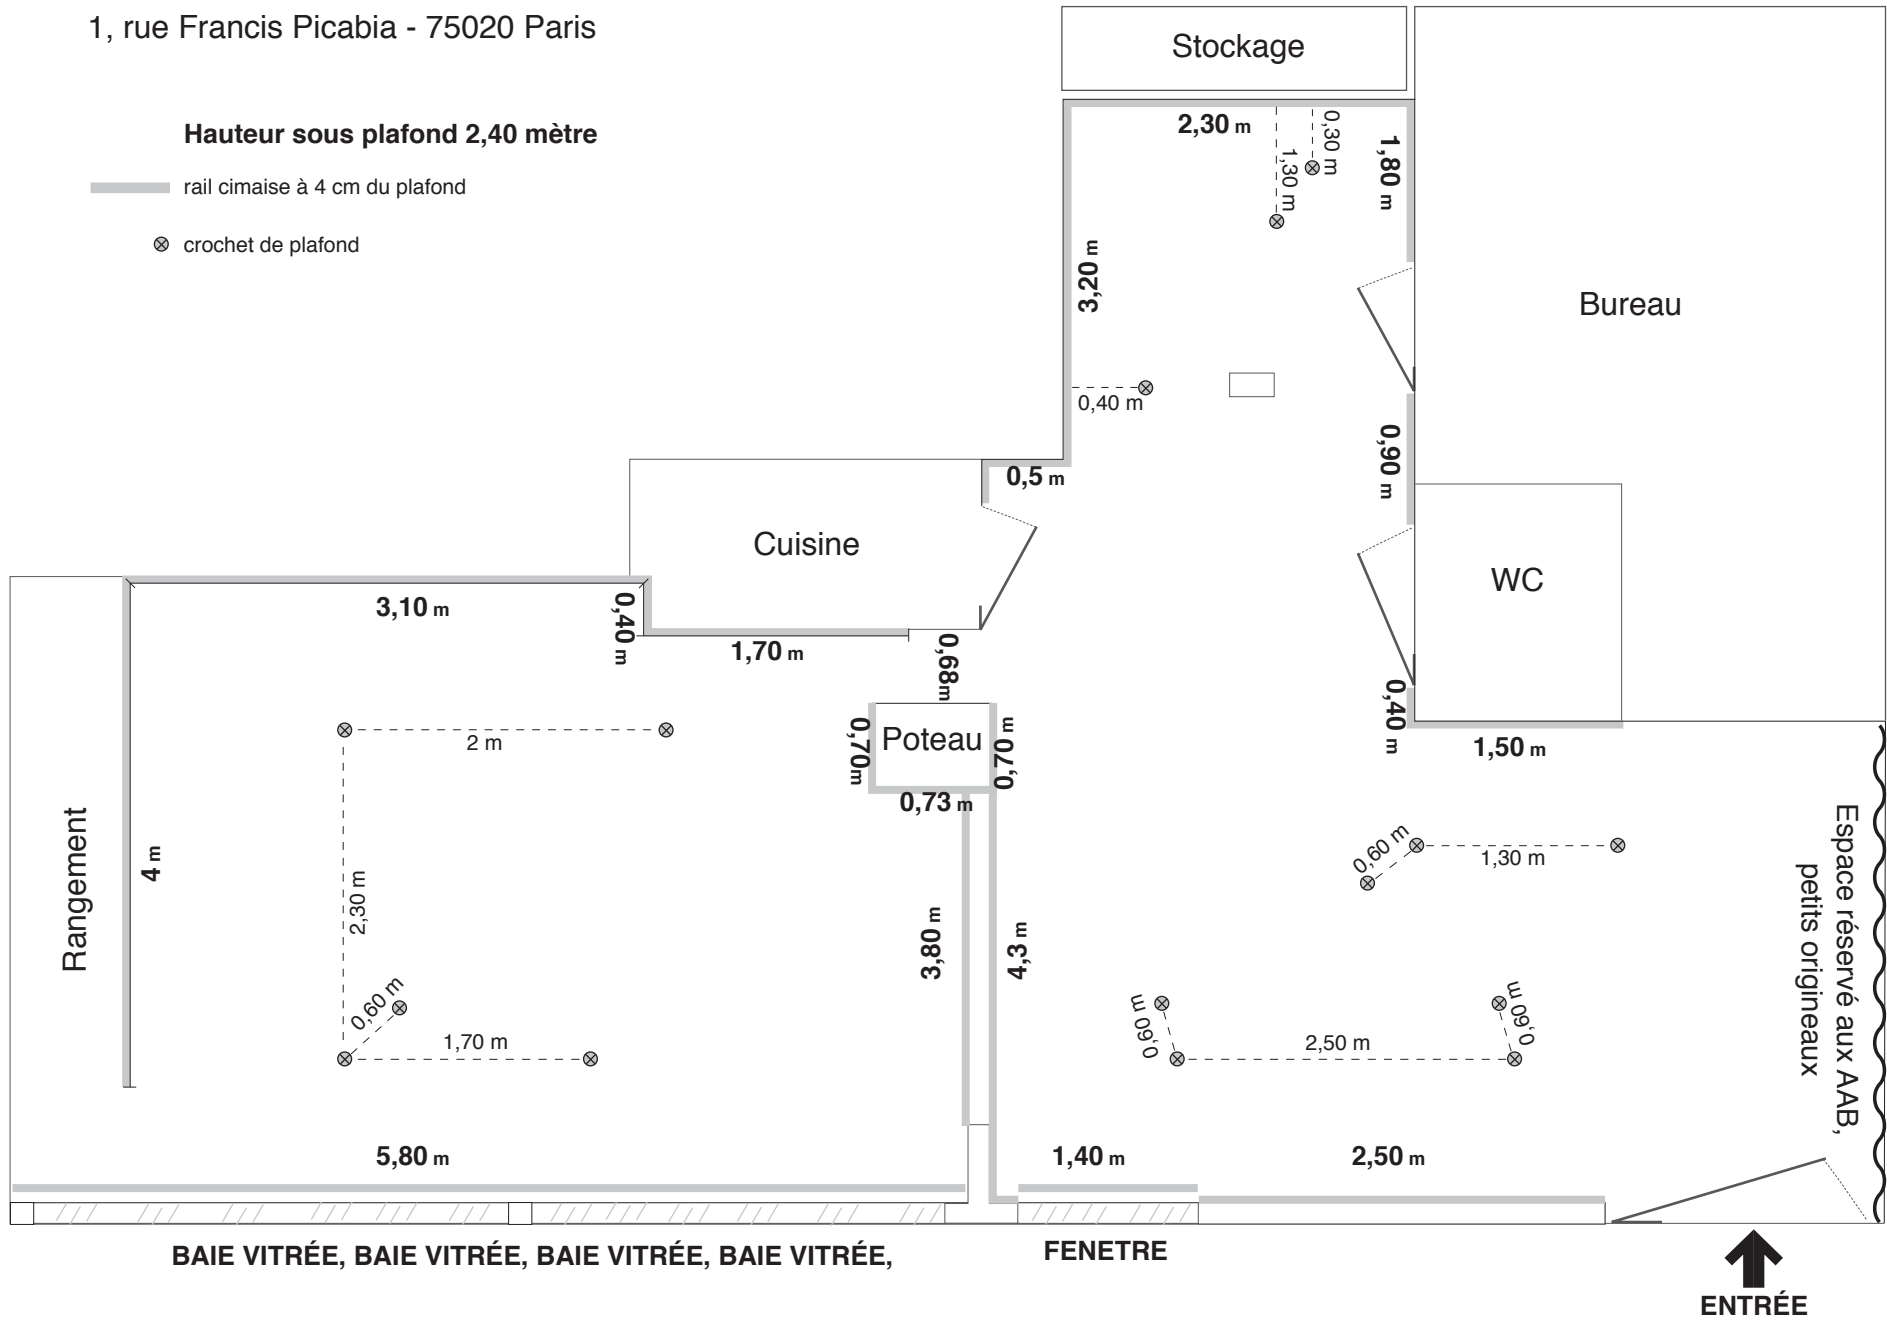 1, rue Francis Picabia - 75020 Paris
Hauteur sous plafond 2,40 mètre
rail cimaise à 4 cm du plafond
crochet de plafond
Stockage
2,30 m
0,30 m
1,30 m
1,80 m
3,20 m
Bureau
0,40 m
0,90 m
0,5 m
Cuisine
WC
3,10 m
0,40 m
1,70 m
0,68m
0,40 m
0,70m
Poteau
0,70 m
0,73 m
1,50 m
2 m
Rangement
4 m
2,30 m
0,60 m
1,70 m
3,80 m
4,3 m
0,60 m
1,30 m
Espace réservé aux AAB,
petits origineaux
0,60 m
2,50 m
0,60 m
5,80 m
1,40 m
2,50 m
BAIE VITRÉE, BAIE VITRÉE, BAIE VITRÉE, BAIE VITRÉE,
FENETRE
ENTRÉE